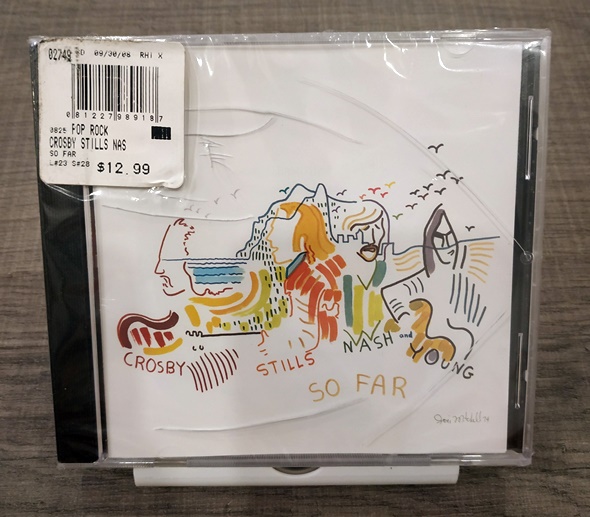 02749 D 09/30/08 RHI X
0 81227 98918 7
0825 POP ROCK
CROSBY STILLS NAS
SO FAR
L#23 S#28 $12.99
CROSBY
STILLS
NASH and
YOUNG
SO FAR